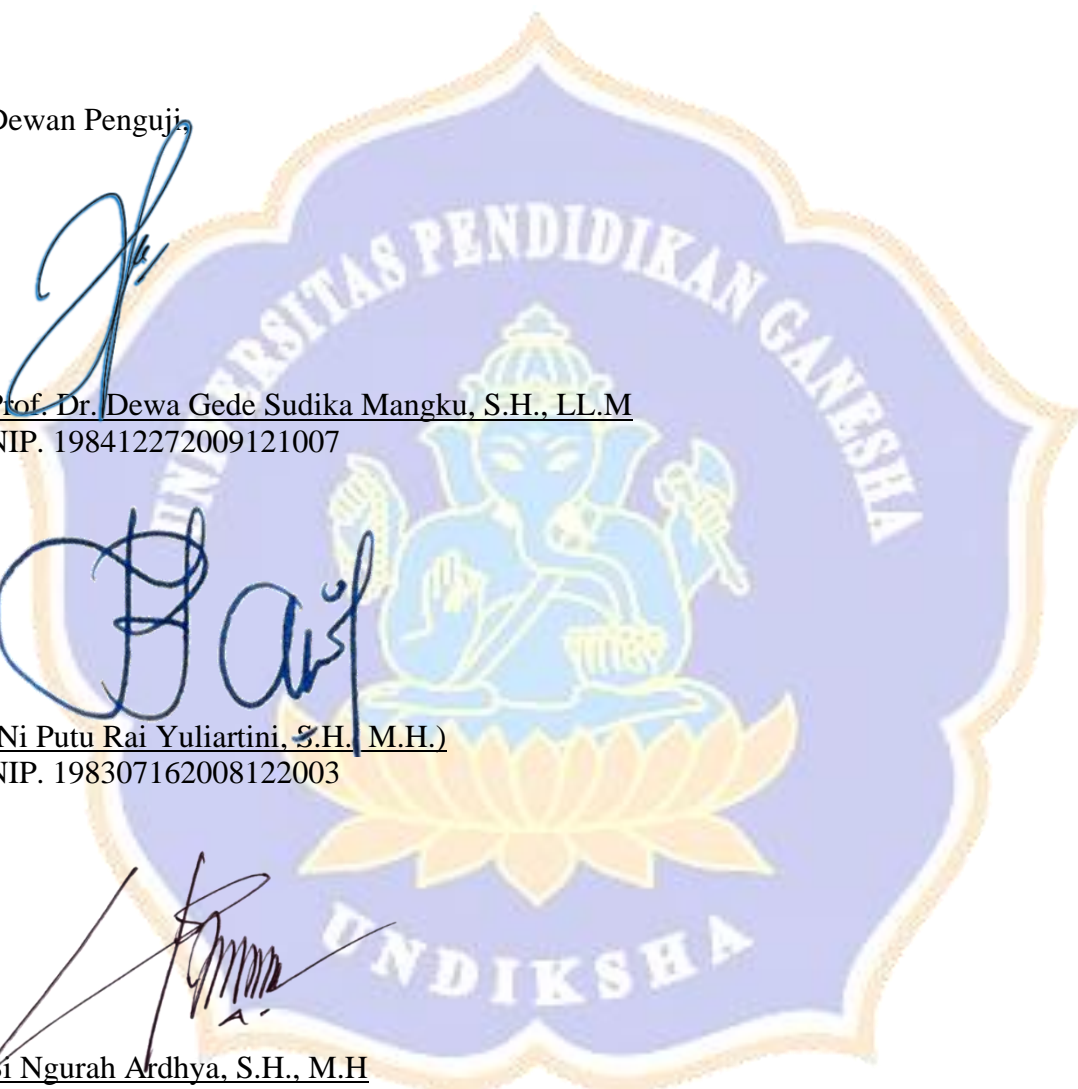 Dewan Penguji,
UNIVERSITAS PENDIDIKAN GANESHA
Prof. Dr. Dewa Gede Sudika Mangku, S.H., LL.M
NIP. 198412272009121007
Ni Putu Rai Yuliartini, S.H., M.H.)
NIP. 198307162008122003
UNDIKSHA
Si Ngurah Ardhya, S.H., M.H